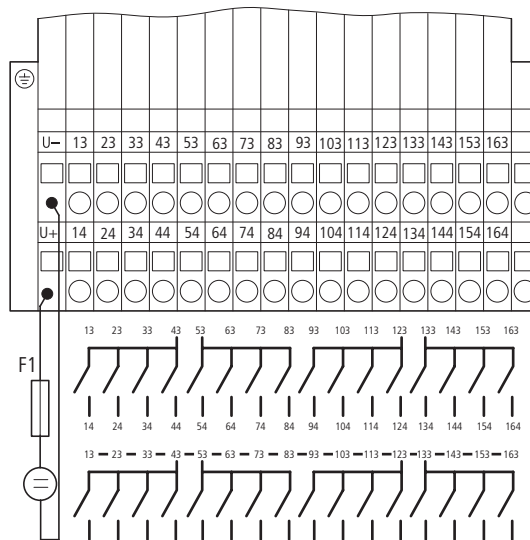 U– 13 23 33 43 53 63 73 83 93 103 113 123 133 143 153 163
U+ 14 24 34 44 54 64 74 84 94 104 114 124 134 144 154 164
13 23 33 43 53 63 73 83 93 103 113 123 133 143 153 163
F1
14 24 34 44 54 64 74 84 94 104 114 124 134 144 154 164
13 23 33 43 53 63 73 83 93 103 113 123 133 143 153 163